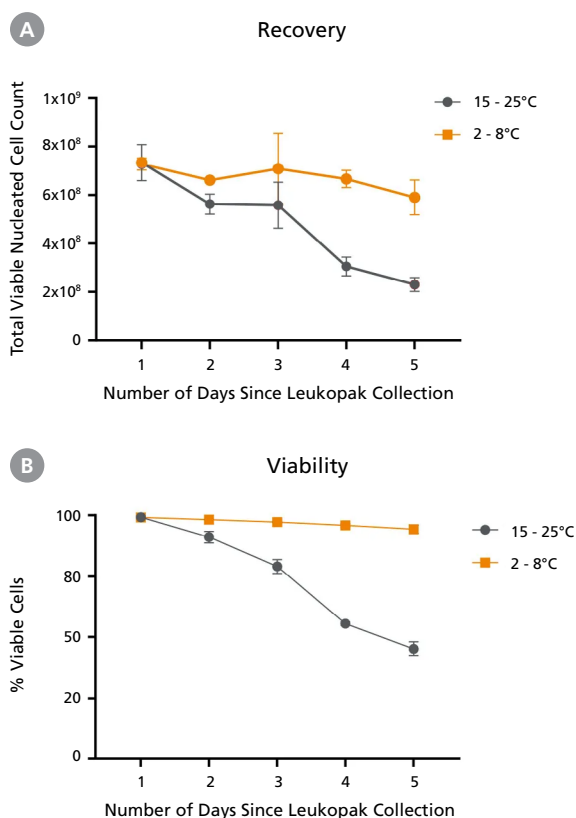 A
Recovery
Total Viable Nucleated Cell Count
1x10⁹
8x10⁸
6x10⁸
4x10⁸
2x10⁸
0
15 - 25°C
2 - 8°C
1 2 3 4 5
Number of Days Since Leukopak Collection
B
Viability
% Viable Cells
100
80
50
20
0
15 - 25°C
2 - 8°C
1 2 3 4 5
Number of Days Since Leukopak Collection